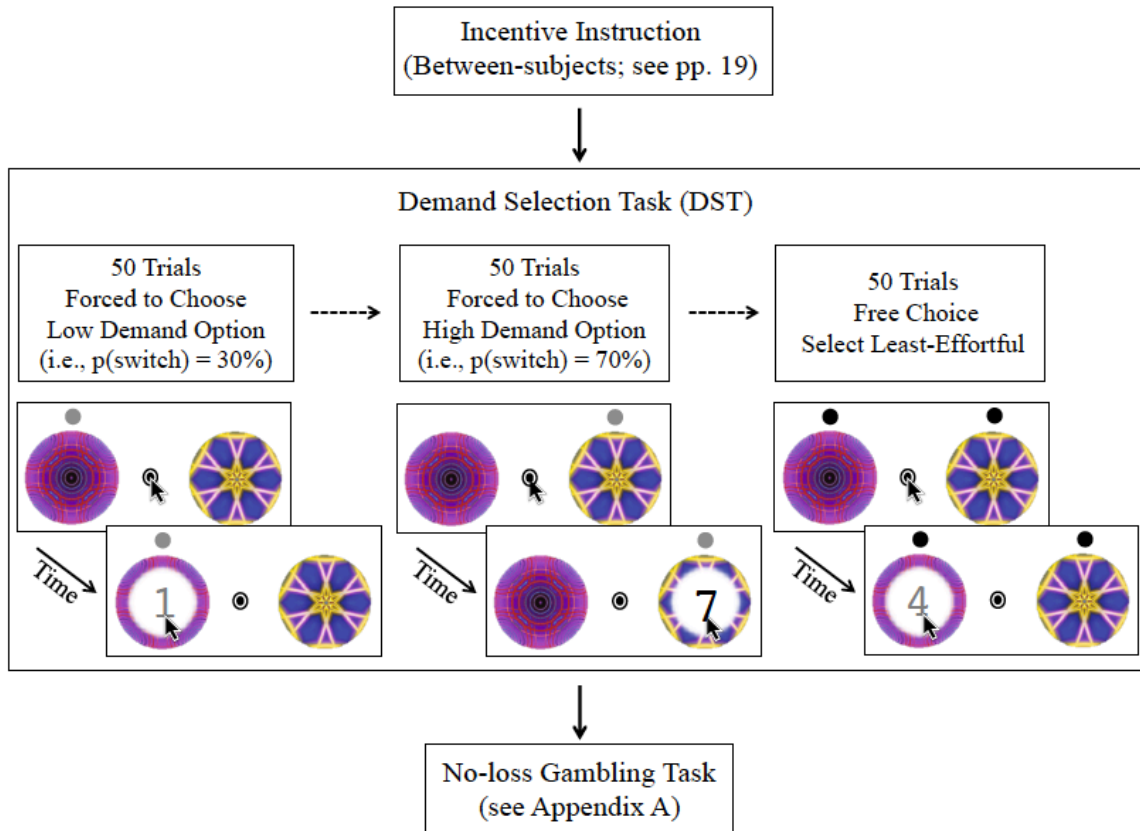 Incentive Instruction
(Between-subjects; see pp. 19)
Demand Selection Task (DST)
50 Trials
Forced to Choose
Low Demand Option
(i.e., p(switch) = 30%)
50 Trials
Forced to Choose
High Demand Option
(i.e., p(switch) = 70%)
50 Trials
Free Choice
Select Least-Effortful
Time
1
Time
7
Time
4
No-loss Gambling Task
(see Appendix A)